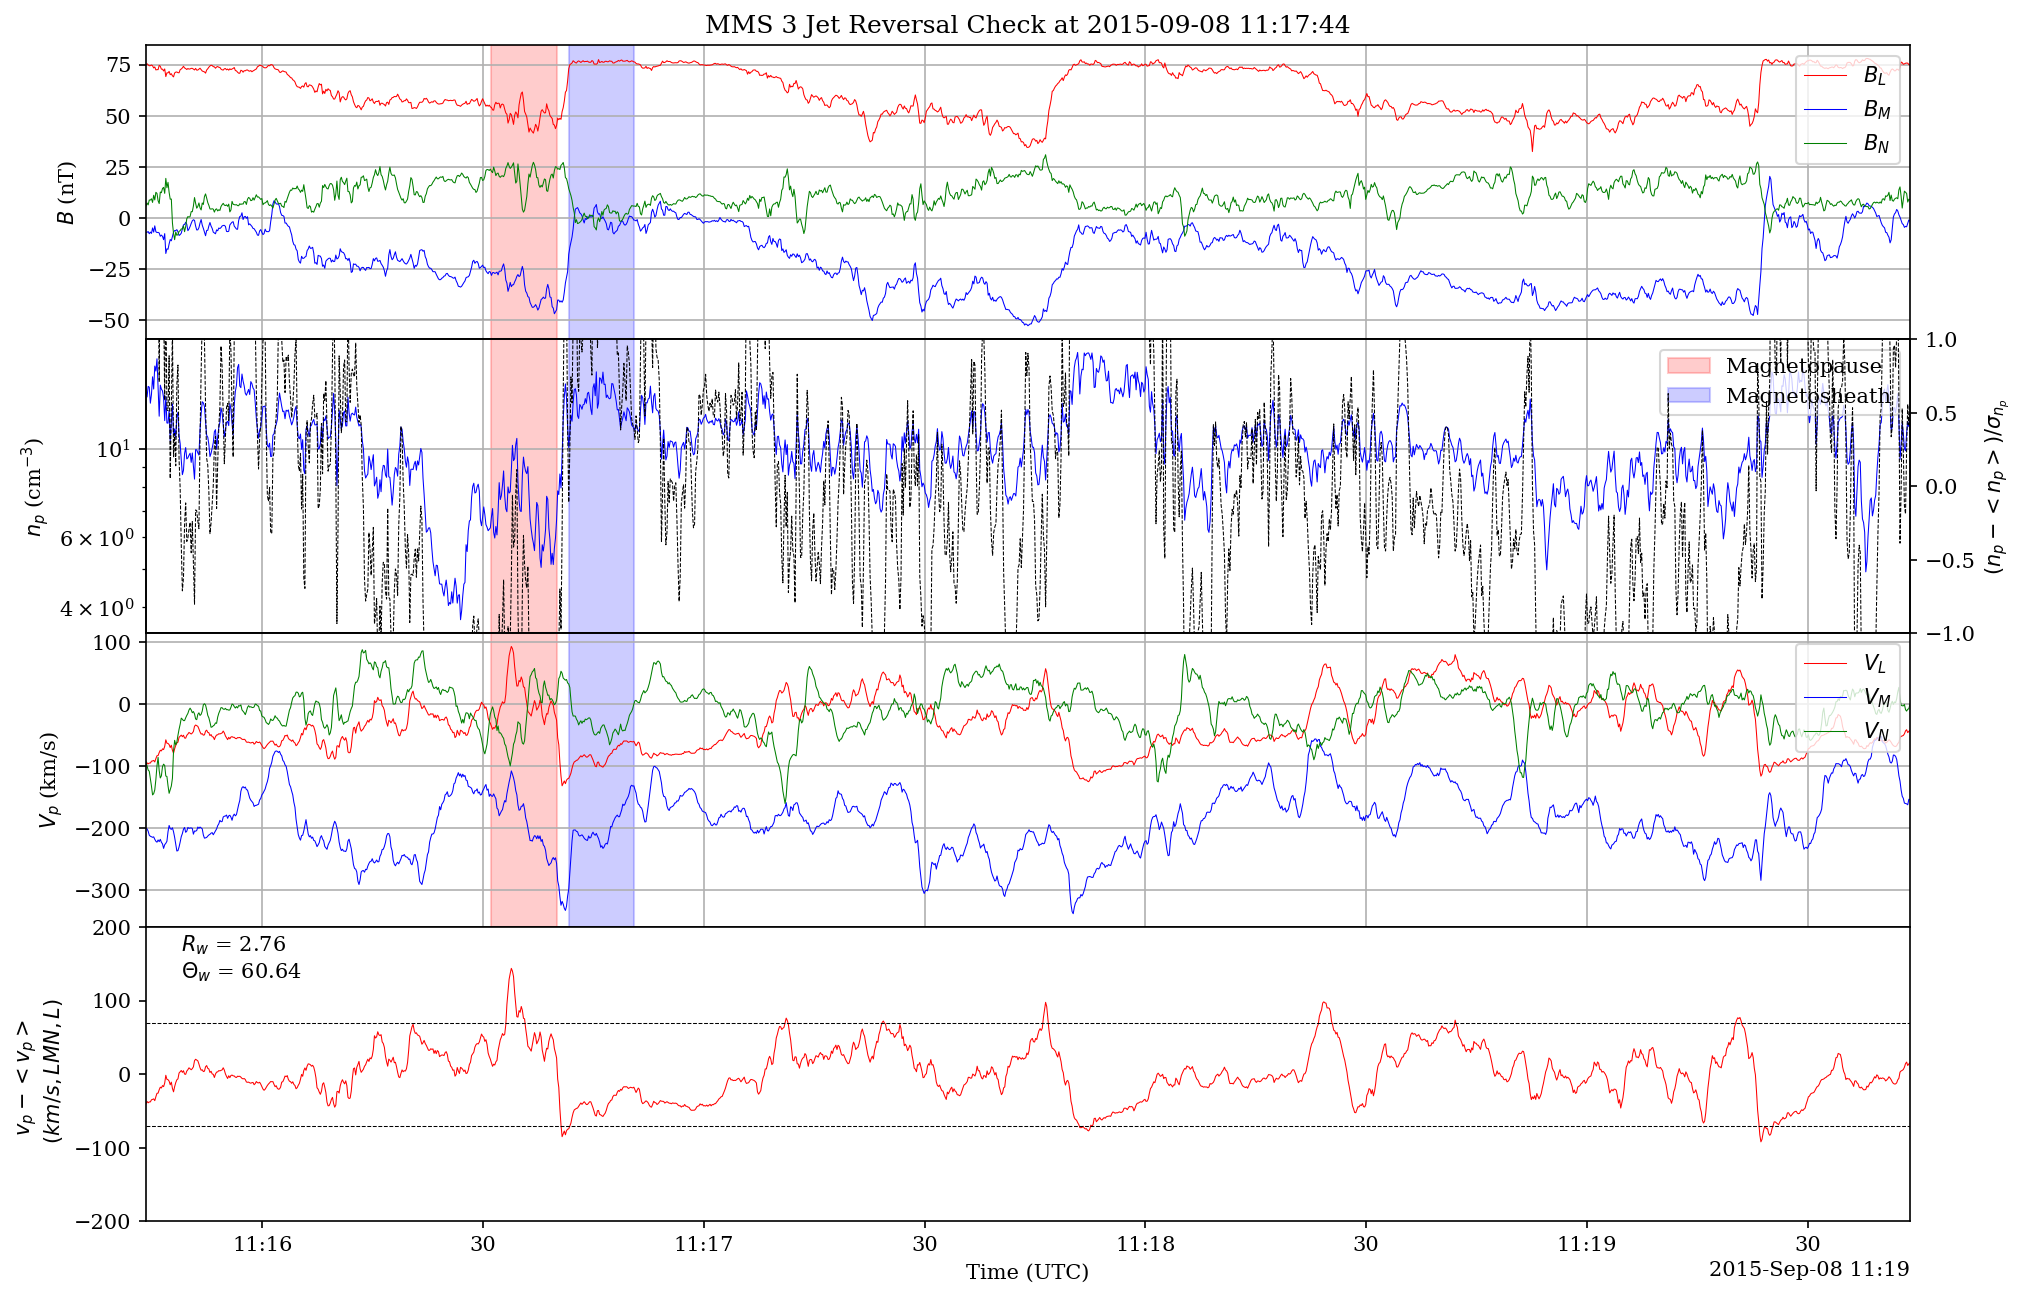 MMS 3 Jet Reversal Check at 2015-09-08 11:17:44
75
50
25
0
−25
−50
B (nT)
B_L
B_M
B_N
10^1
6 × 10^0
4 × 10^0
n_p (cm^{-3})
1.0
0.5
0.0
−0.5
−1.0
(n_p − < n_p >)/σ_{n_p}
Magnetopause
Magnetosheath
100
0
−100
−200
−300
V_p (km/s)
V_L
V_M
V_N
200
100
0
−100
−200
v_p − < v_p >
(km/s, LMN, L)
R_w = 2.76
Θ_w = 60.64
11:16 30 11:17 30 11:18 30 11:19 30
Time (UTC)
2015-Sep-08 11:19